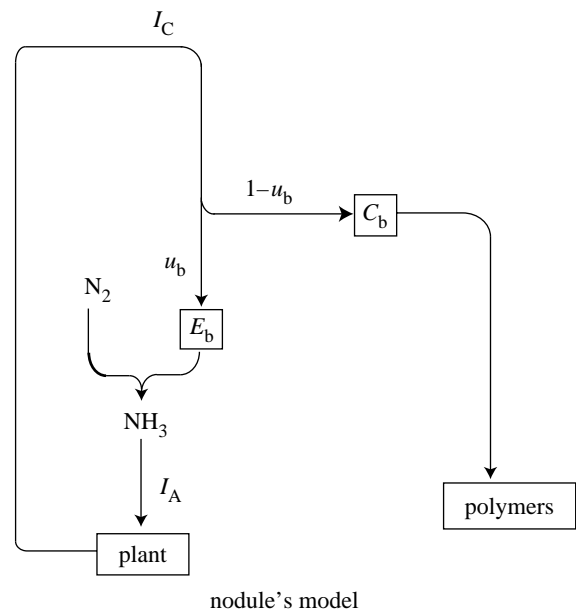 I_C
1–u_b
C_b
u_b
N_2
E_b
NH_3
I_A
polymers
plant
nodule's model